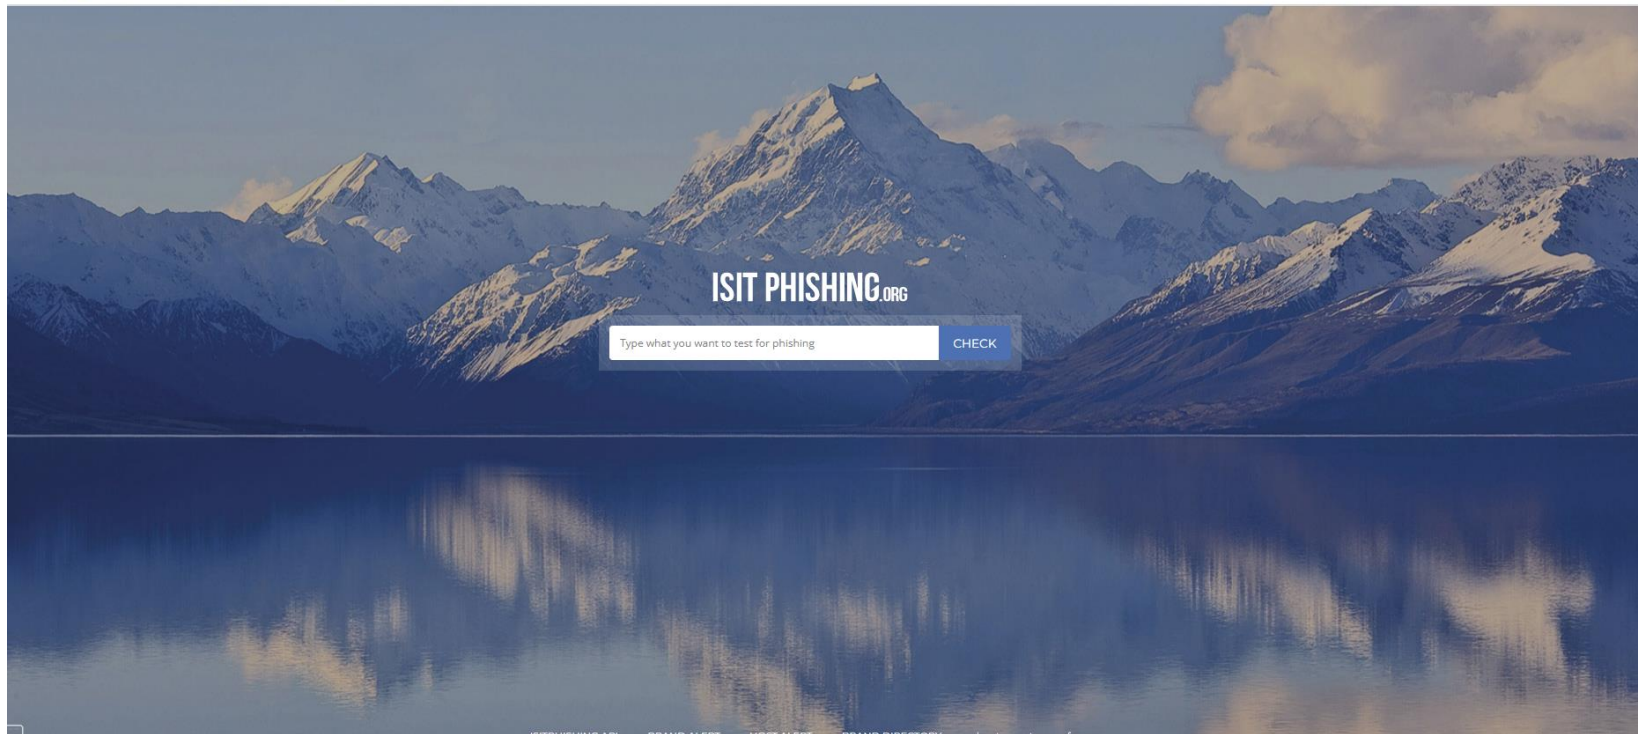 ISIT PHISHING.ORG
Type what you want to test for phishing CHECK